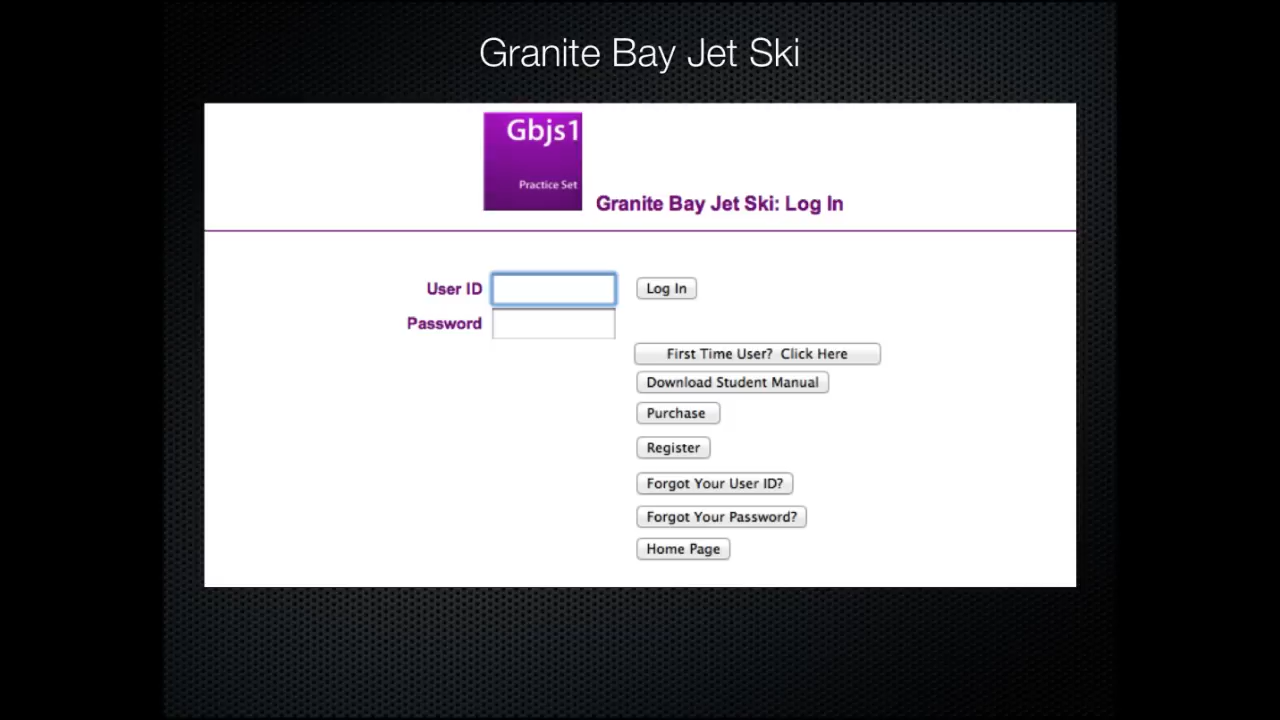 Granite Bay Jet Ski
Gbjs1
Practice Set
Granite Bay Jet Ski: Log In
User ID
Log In
Password
First Time User? Click Here
Download Student Manual
Purchase
Register
Forgot Your User ID?
Forgot Your Password?
Home Page